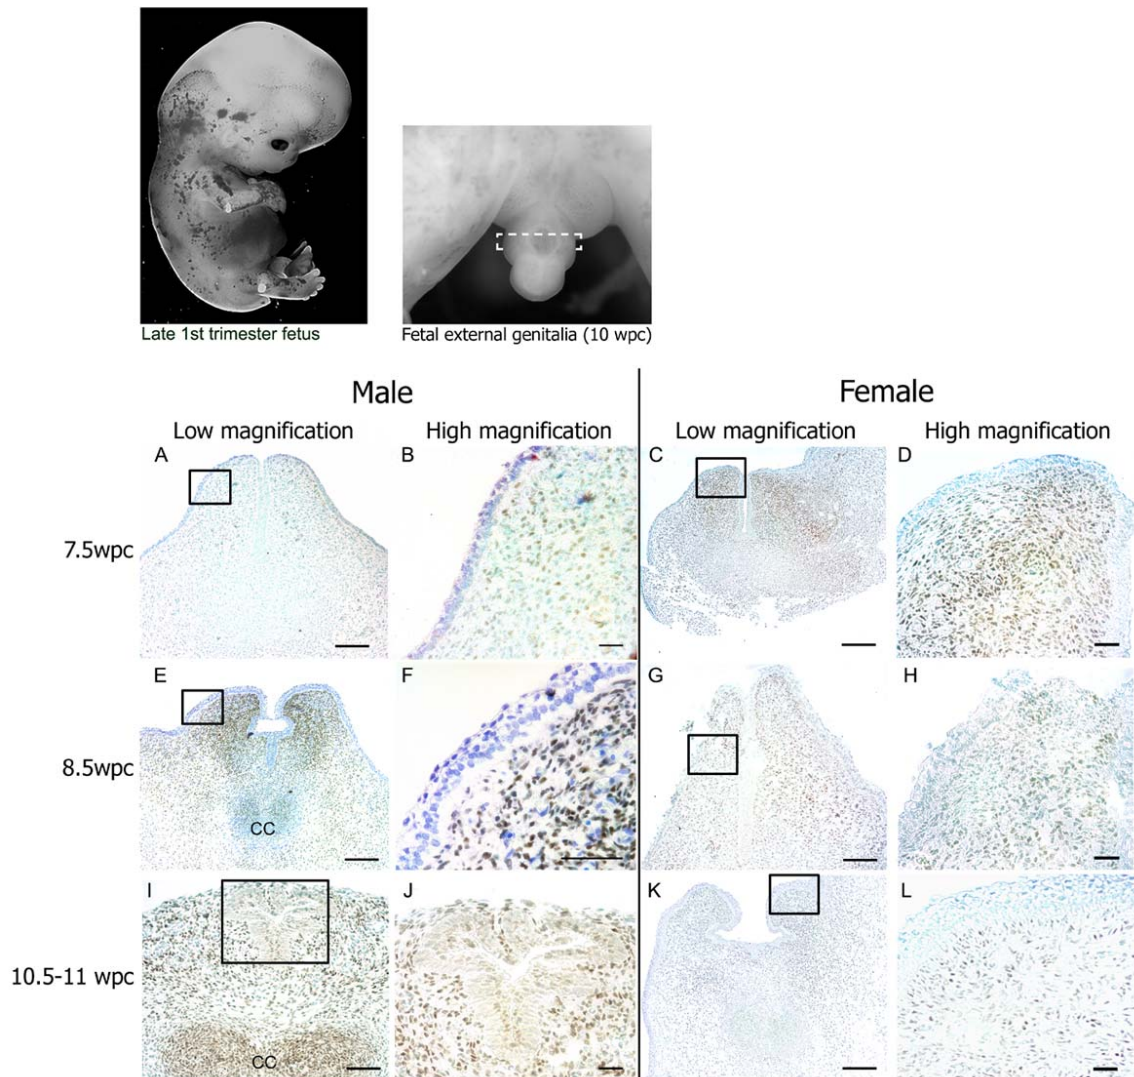 Late 1st trimester fetus
Fetal external genitalia (10 wpc)
Male
Female
Low magnification
High magnification
Low magnification
High magnification
A
B
C
D
7.5wpc
E
F
G
H
8.5wpc
CC
I
J
K
L
10.5-11 wpc
CC